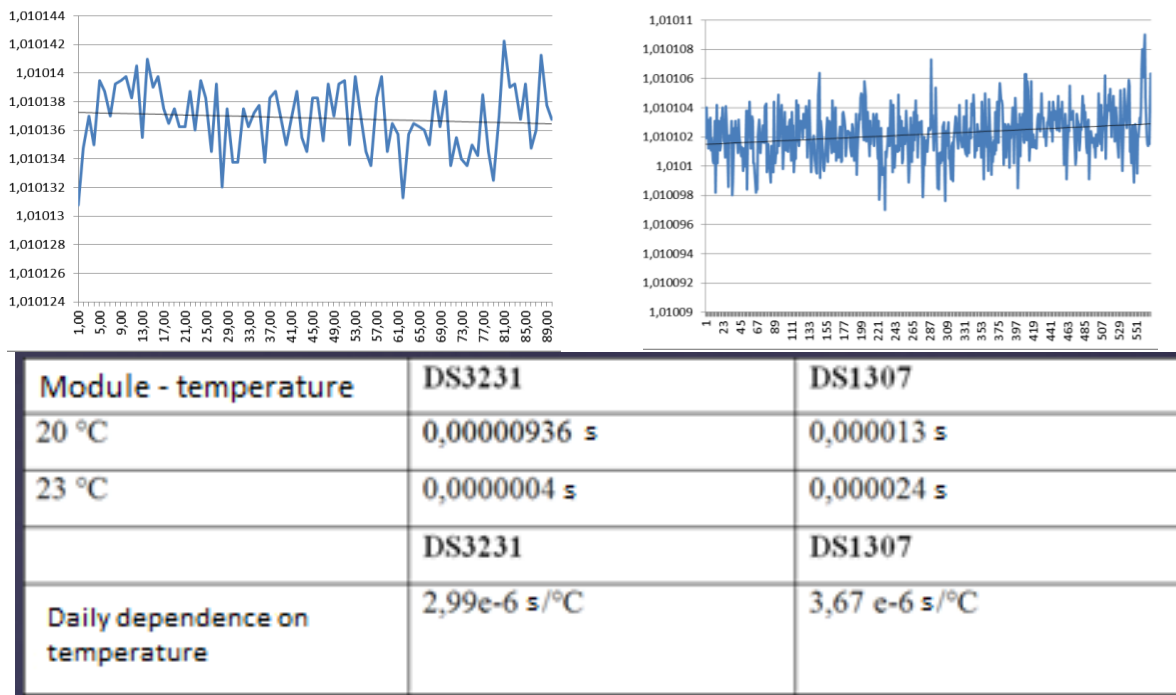 1,010144
1,010142
1,01014
1,010138
1,010136
1,010134
1,010132
1,01013
1,010128
1,010126
1,010124
1,00 5,00 9,00 13,00 17,00 21,00 25,00 29,00 33,00 37,00 41,00 45,00 49,00 53,00 57,00 61,00 65,00 69,00 73,00 77,00 81,00 85,00 89,00
1,01011
1,010108
1,010106
1,010104
1,010102
1,0101
1,010098
1,010096
1,010094
1,010092
1,01009
1 23 45 67 89 111 133 155 177 199 221 243 265 287 309 331 353 375 397 419 441 463 485 507 529 551
Module - temperature DS3231 DS1307
20 °C 0,00000936 s 0,000013 s
23 °C 0,0000004 s 0,000024 s
DS3231 DS1307
Daily dependence on 2,99e-6 s/°C 3,67 e-6 s/°C
temperature